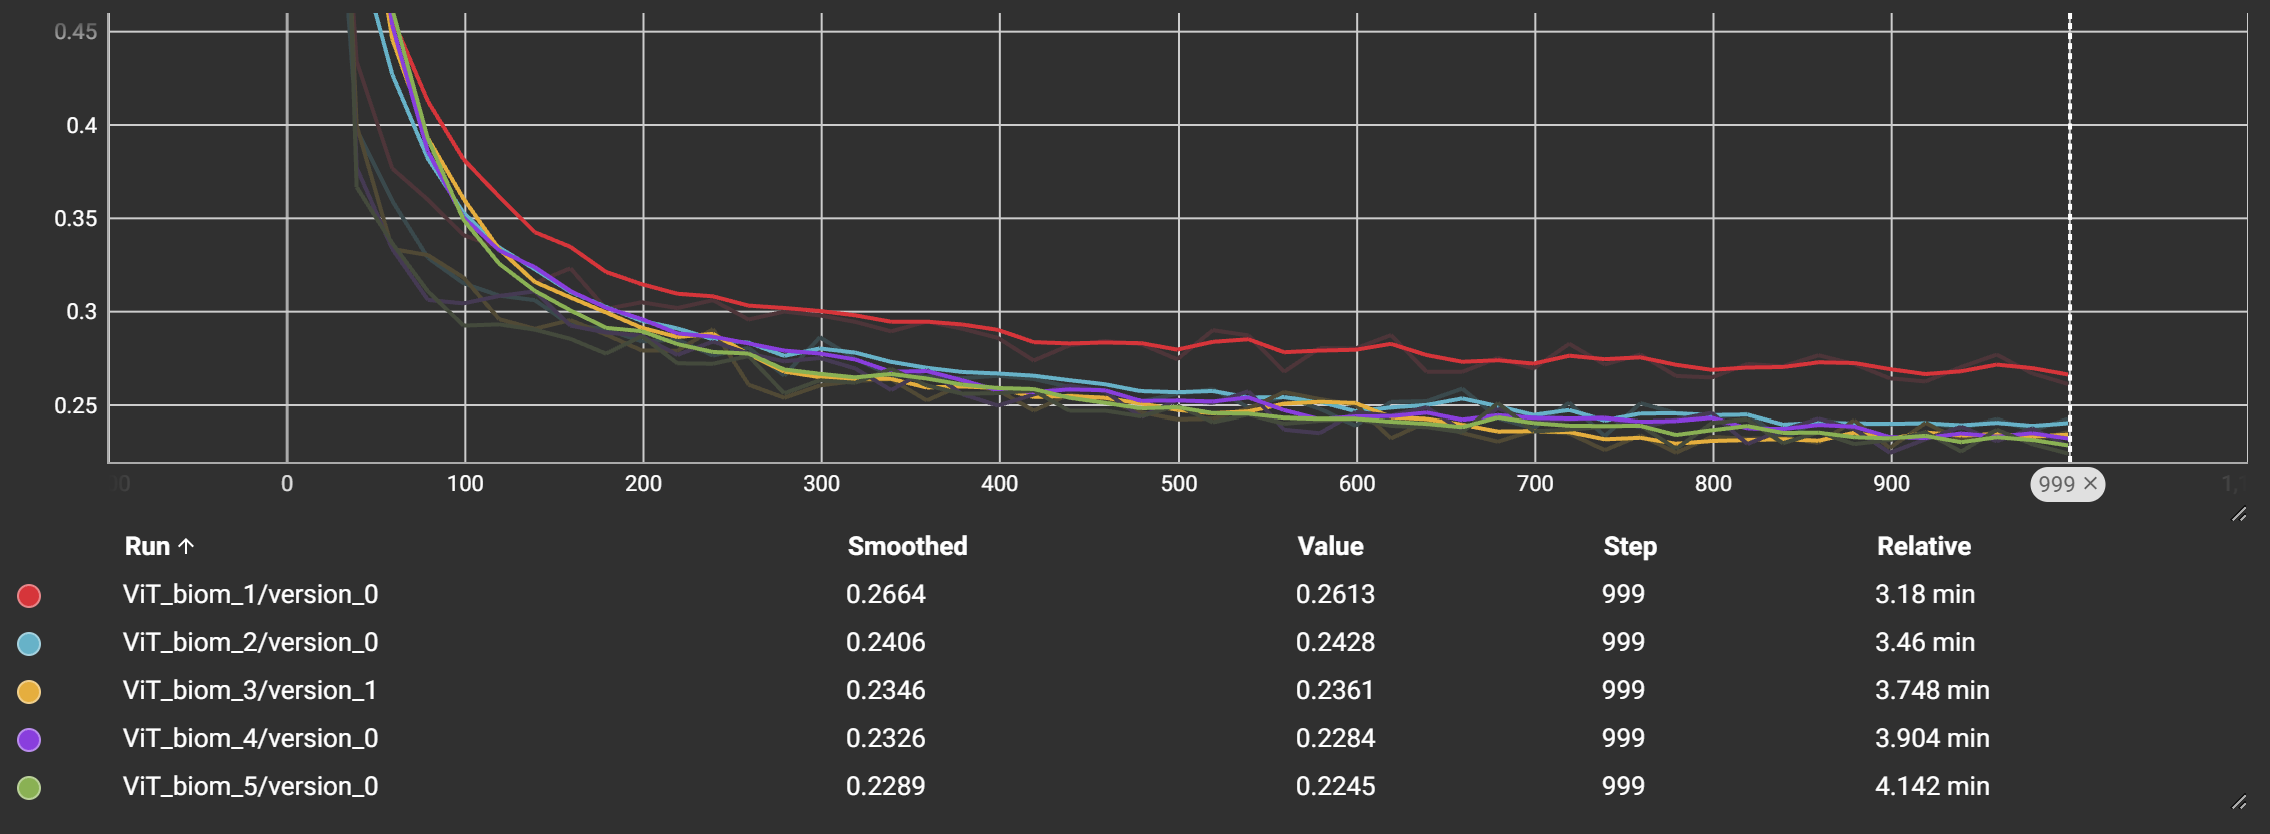 0.45
0.4
0.35
0.3
0.25
0 100 200 300 400 500 600 700 800 900 999 ×
Run ↑ Smoothed Value Step Relative
ViT_biom_1/version_0 0.2664 0.2613 999 3.18 min
ViT_biom_2/version_0 0.2406 0.2428 999 3.46 min
ViT_biom_3/version_1 0.2346 0.2361 999 3.748 min
ViT_biom_4/version_0 0.2326 0.2284 999 3.904 min
ViT_biom_5/version_0 0.2289 0.2245 999 4.142 min